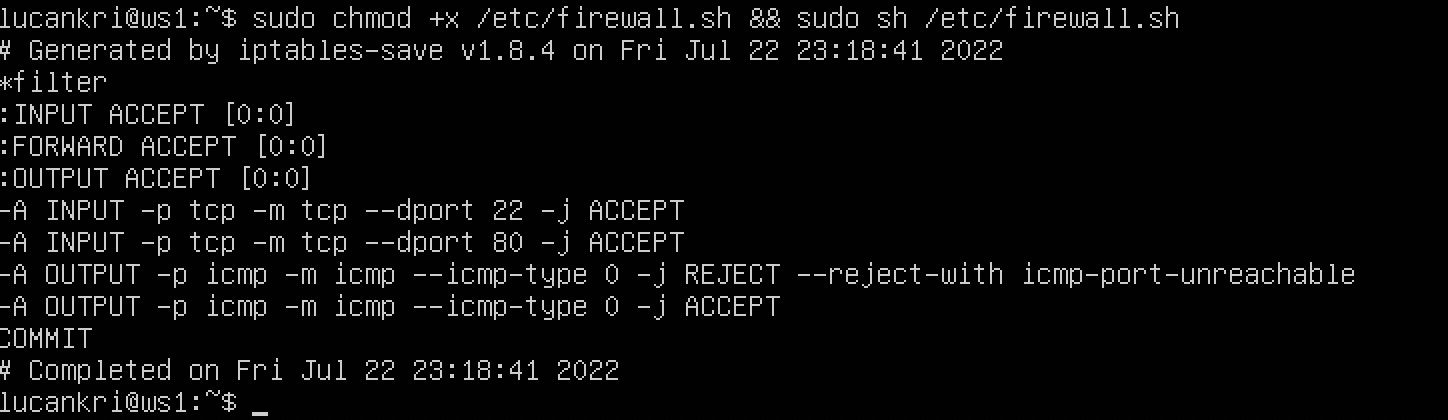 lucankri@ws1:~$ sudo chmod +x /etc/firewall.sh && sudo sh /etc/firewall.sh
# Generated by iptables-save v1.8.4 on Fri Jul 22 23:18:41 2022
*filter
:INPUT ACCEPT [0:0]
:FORWARD ACCEPT [0:0]
:OUTPUT ACCEPT [0:0]
-A INPUT -p tcp -m tcp --dport 22 -j ACCEPT
-A INPUT -p tcp -m tcp --dport 80 -j ACCEPT
-A OUTPUT -p icmp -m icmp --icmp-type 0 -j REJECT --reject-with icmp-port-unreachable
-A OUTPUT -p icmp -m icmp --icmp-type 0 -j ACCEPT
COMMIT
# Completed on Fri Jul 22 23:18:41 2022
lucankri@ws1:~$ _